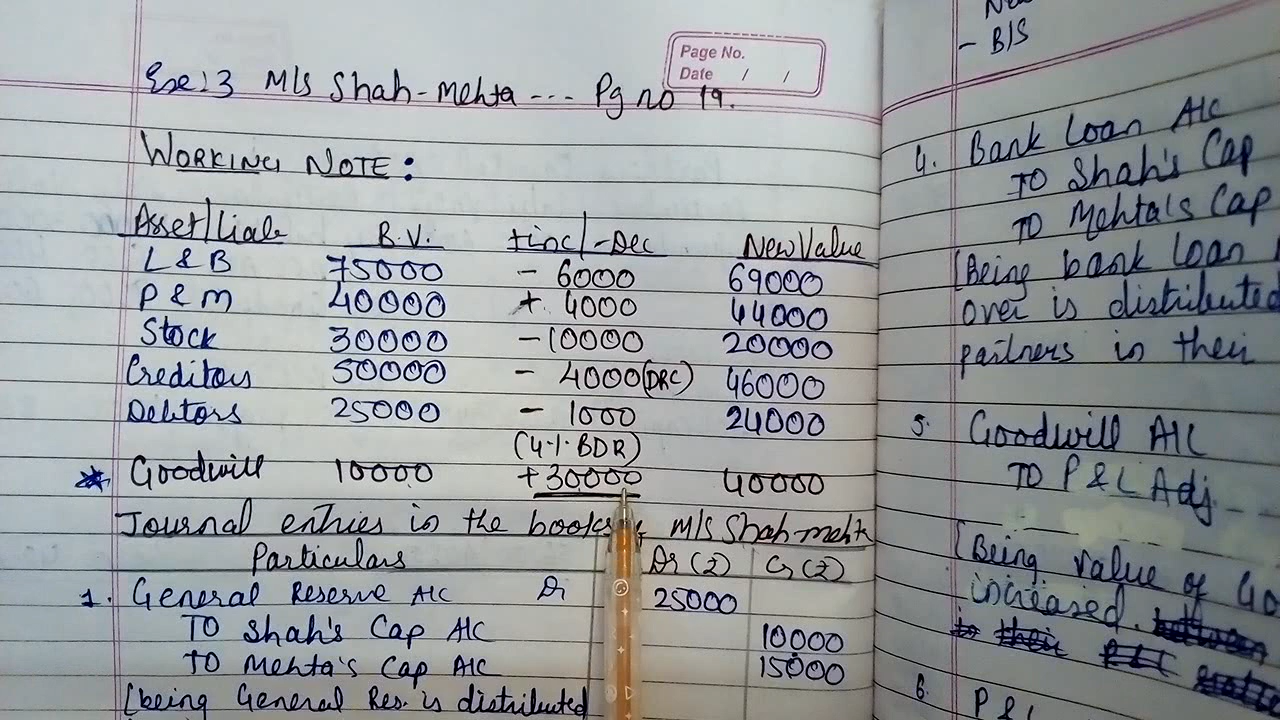 Page No.
Date / /
Exe:3 M/S Shah-Mehta --- Pg no 19.
WORKING NOTE:
Asset/Liab B.V. +inc/-Dec New Value
L & B 75000 - 6000 69000
P & M 40000 + 4000 44000
Stock 30000 -10000 20000
Creditors 50000 - 4000(DRC) 46000
Debtors 25000 - 1000 24000
(4% BDR)
Goodwill 10000 +30000 40000
Journal entries in the books M/S Shah-meht
Particulars Dr (₹) Cr (₹)
1. General Reserve A/C Dr 25000
TO Shah's Cap A/C 10000
TO Mehta's Cap A/C 15000
(being General Res. is distributed
- B/S
4. Bank Loan A/C
TO Shah's Cap
TO Mehta's Cap
(Being bank loan
over is distributed
partners in their
5. Goodwill A/C
TO P & L Adj
(Being value of Go
increased.
6. P & L